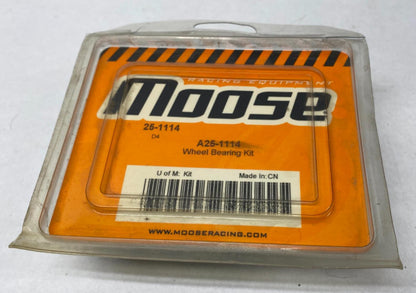 RACING EQUIPMENT
moose
25-1114
D4
A25-1114
Wheel Bearing Kit
U of M: Kit Made In: CN
WWW.MOOSERACING.COM